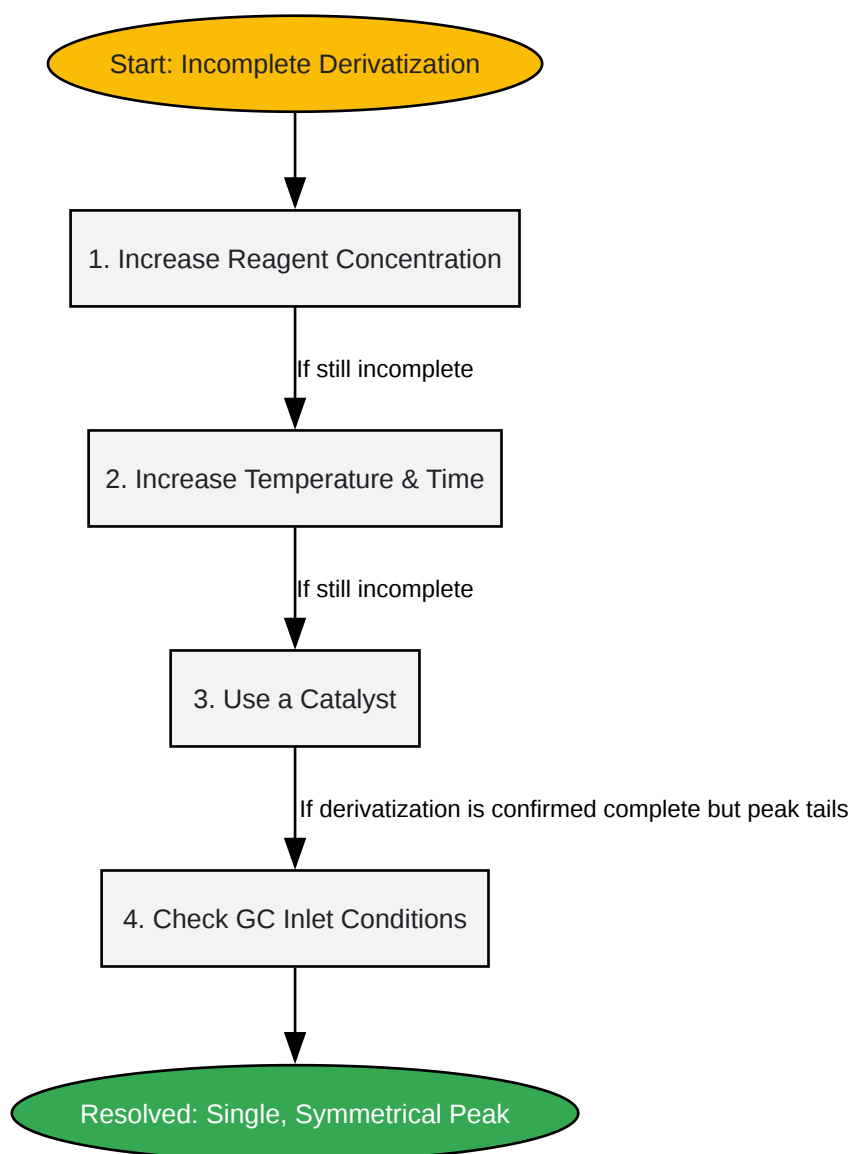 Start: Incomplete Derivatization
1. Increase Reagent Concentration
If still incomplete
2. Increase Temperature & Time
If still incomplete
3. Use a Catalyst
If derivatization is confirmed complete but peak tails
4. Check GC Inlet Conditions
Resolved: Single, Symmetrical Peak